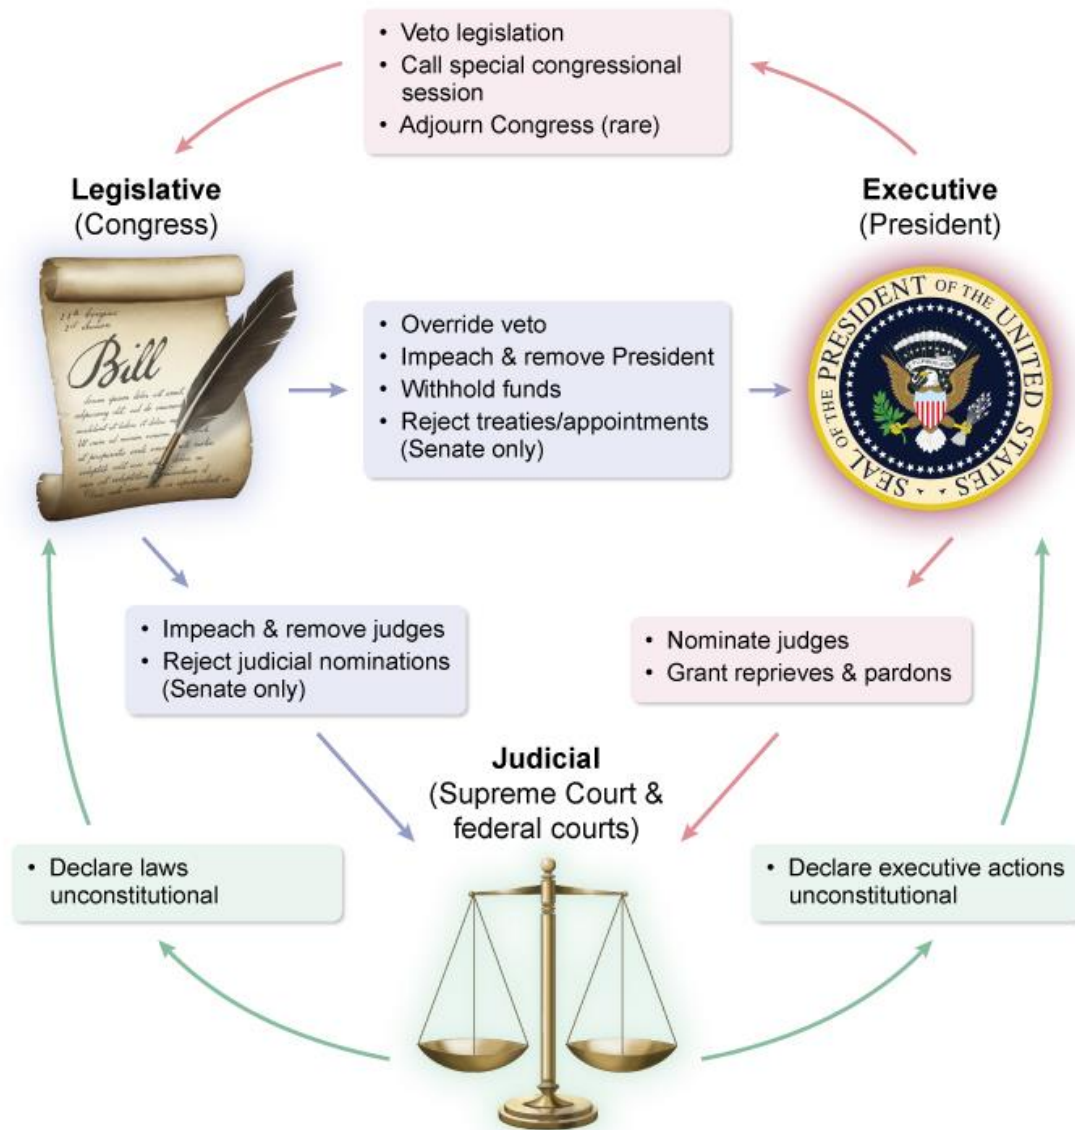 • Veto legislation
• Call special congressional
session
• Adjourn Congress (rare)
Legislative
(Congress)
Executive
(President)
Bill
SEAL OF THE PRESIDENT OF THE UNITED STATES
• Override veto
• Impeach & remove President
• Withhold funds
• Reject treaties/appointments
(Senate only)
• Impeach & remove judges
• Reject judicial nominations
(Senate only)
• Nominate judges
• Grant reprieves & pardons
Judicial
(Supreme Court &
federal courts)
• Declare laws
unconstitutional
• Declare executive actions
unconstitutional